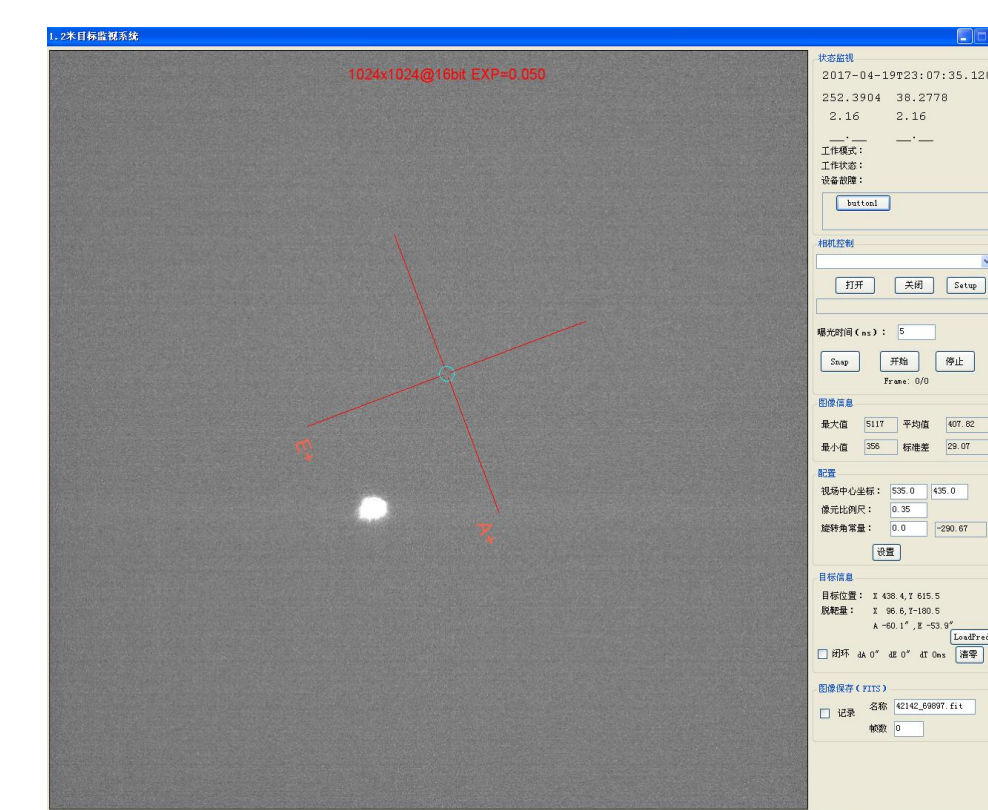 1.2米目标监视系统
1024x1024@16bit EXP=0.050
E+
A+
状态监视
2017-04-19T23:07:35.120
252.3904 38.2778
2.16 2.16
__.__ __.__
工作模式：
工作状态：
设备故障：
button1
相机控制
打开 关闭 Setup
曝光时间(ms)： 5
Snap 开始 停止
Frame: 0/0
图像信息
最大值 5117 平均值 407.82
最小值 356 标准差 29.07
配置
视场中心坐标： 535.0 435.0
像元比例尺： 0.35
旋转角常量： 0.0 -290.67
设置
目标信息
目标位置： X 438.4,Y 615.5
脱靶量： X 96.6,Y-180.5
A -60.1″ ,E -53.9″
LoadPred
闭环 dA 0″ dE 0″ dT 0ms 清零
图像保存(FITS)
记录 名称 42142_69897.fit
帧数 0